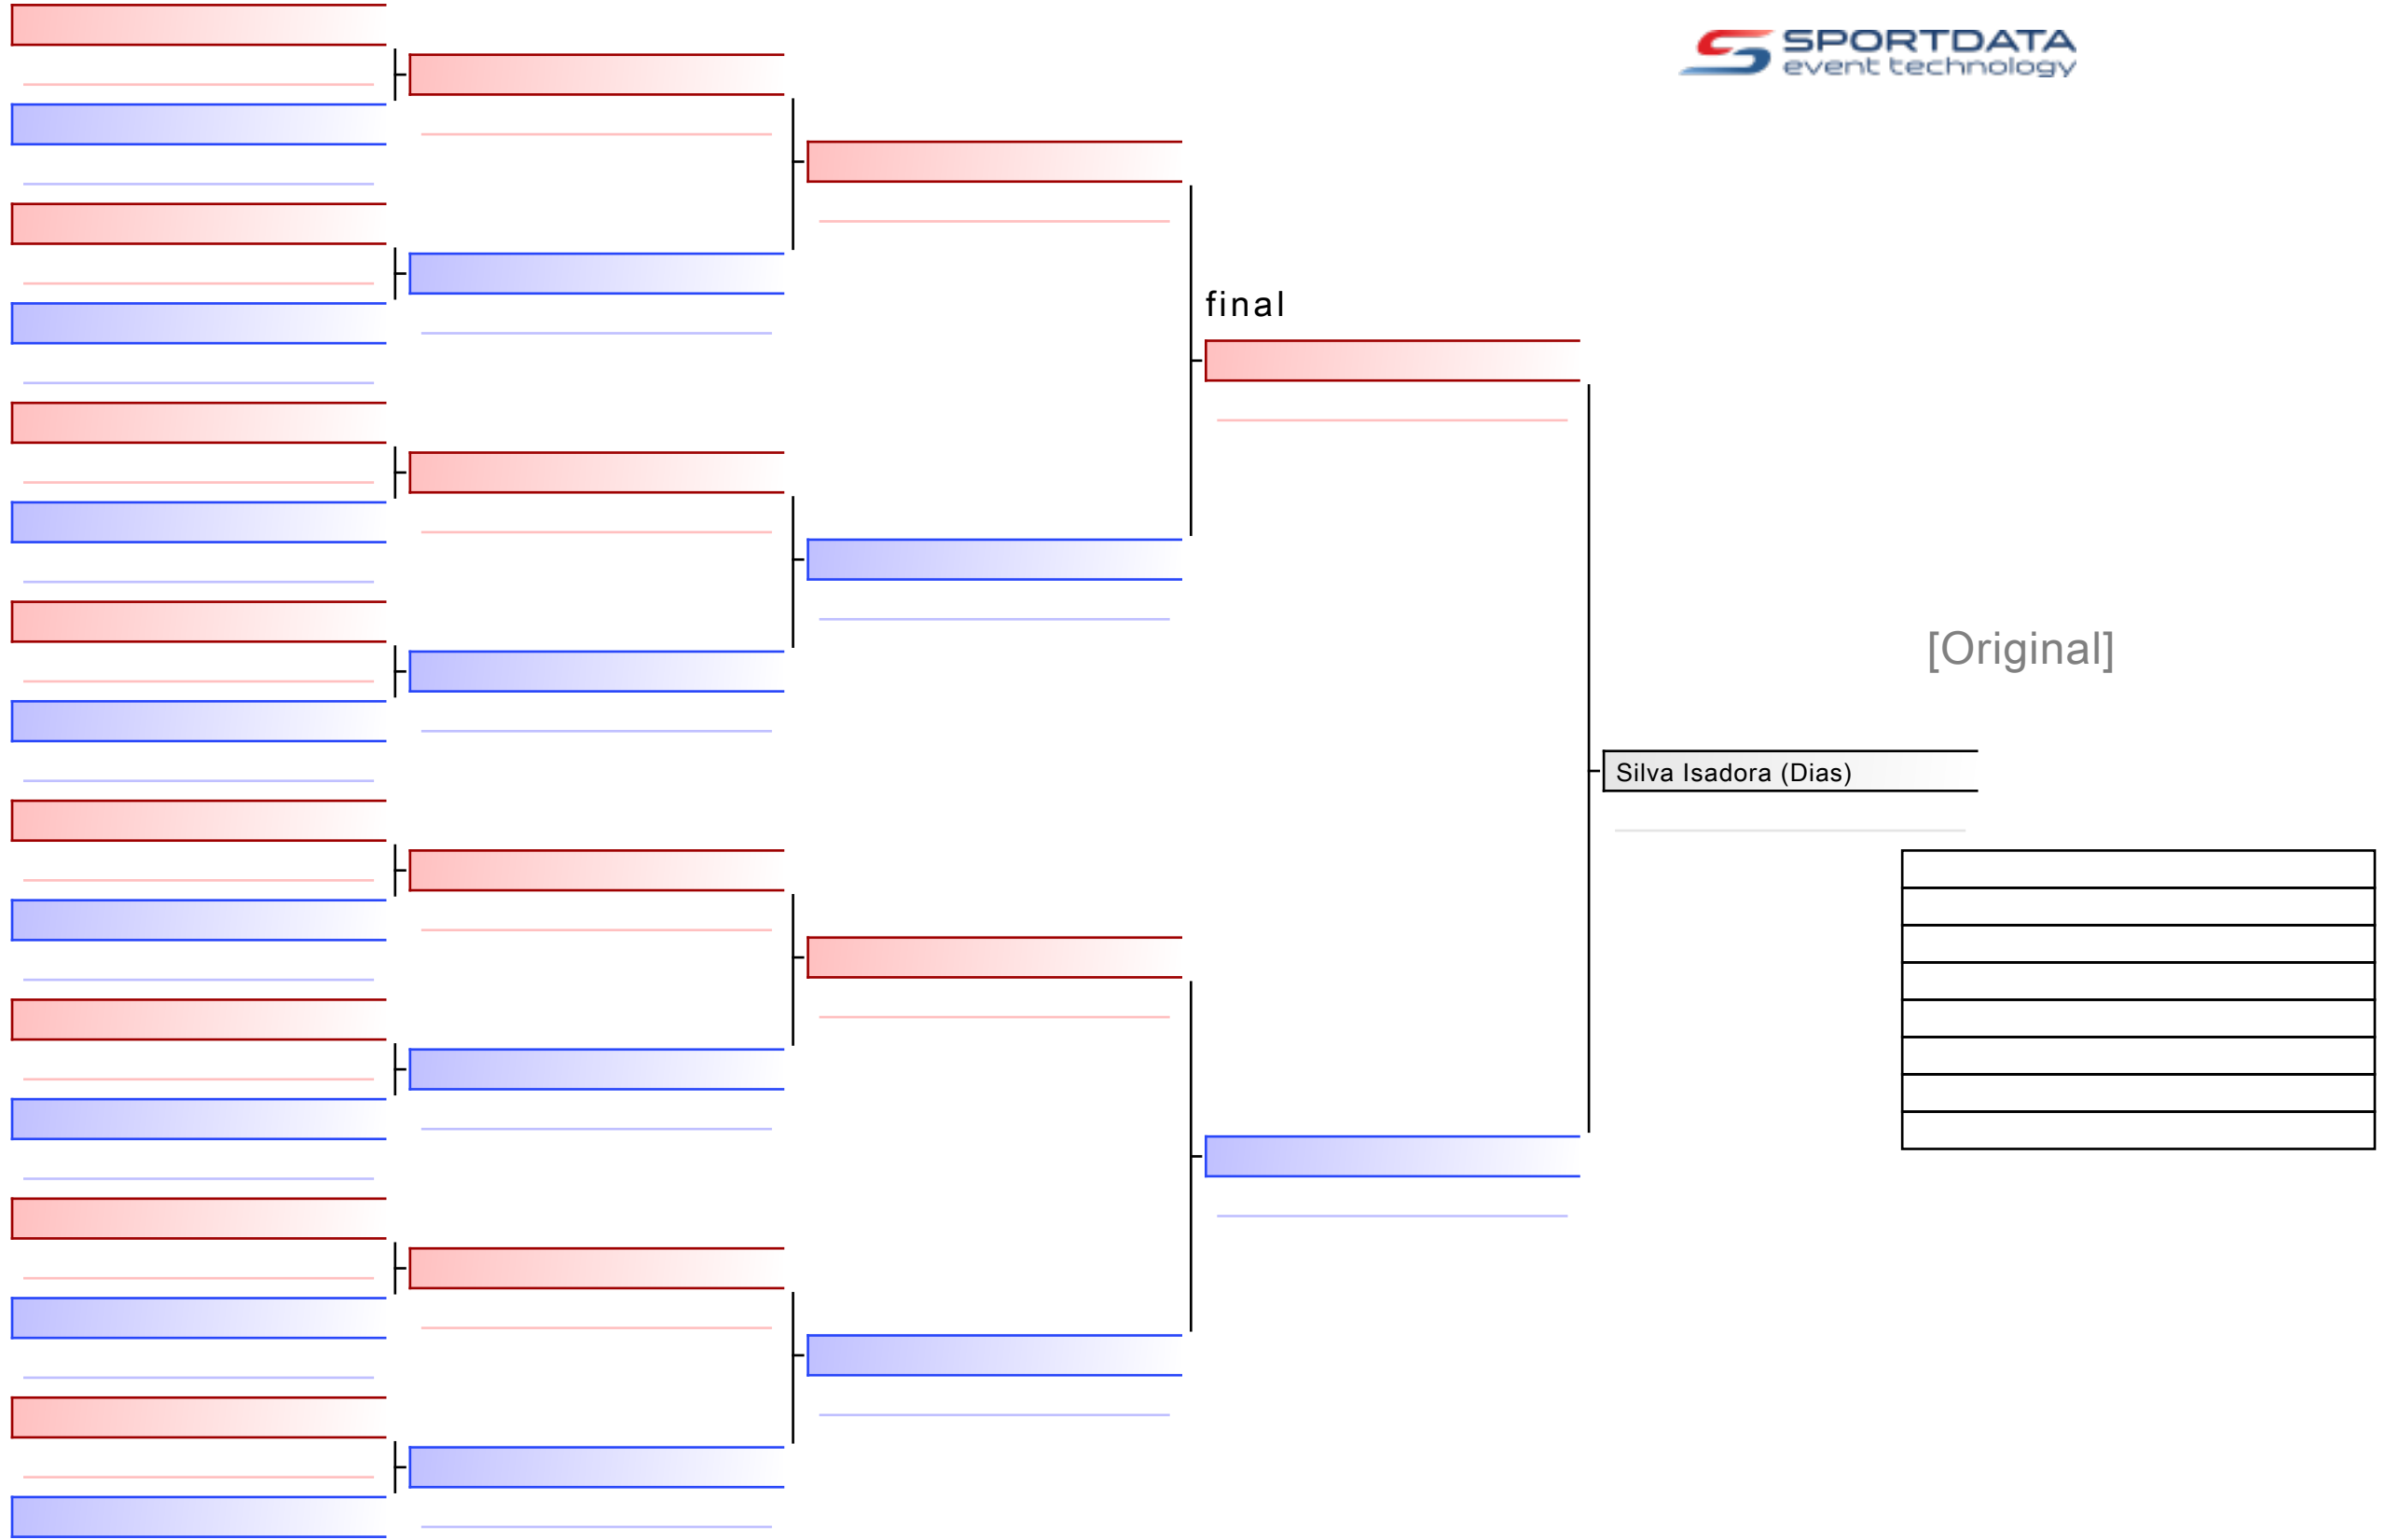 SPORTDATA
event technology
final
[Original]
Silva Isadora (Dias)